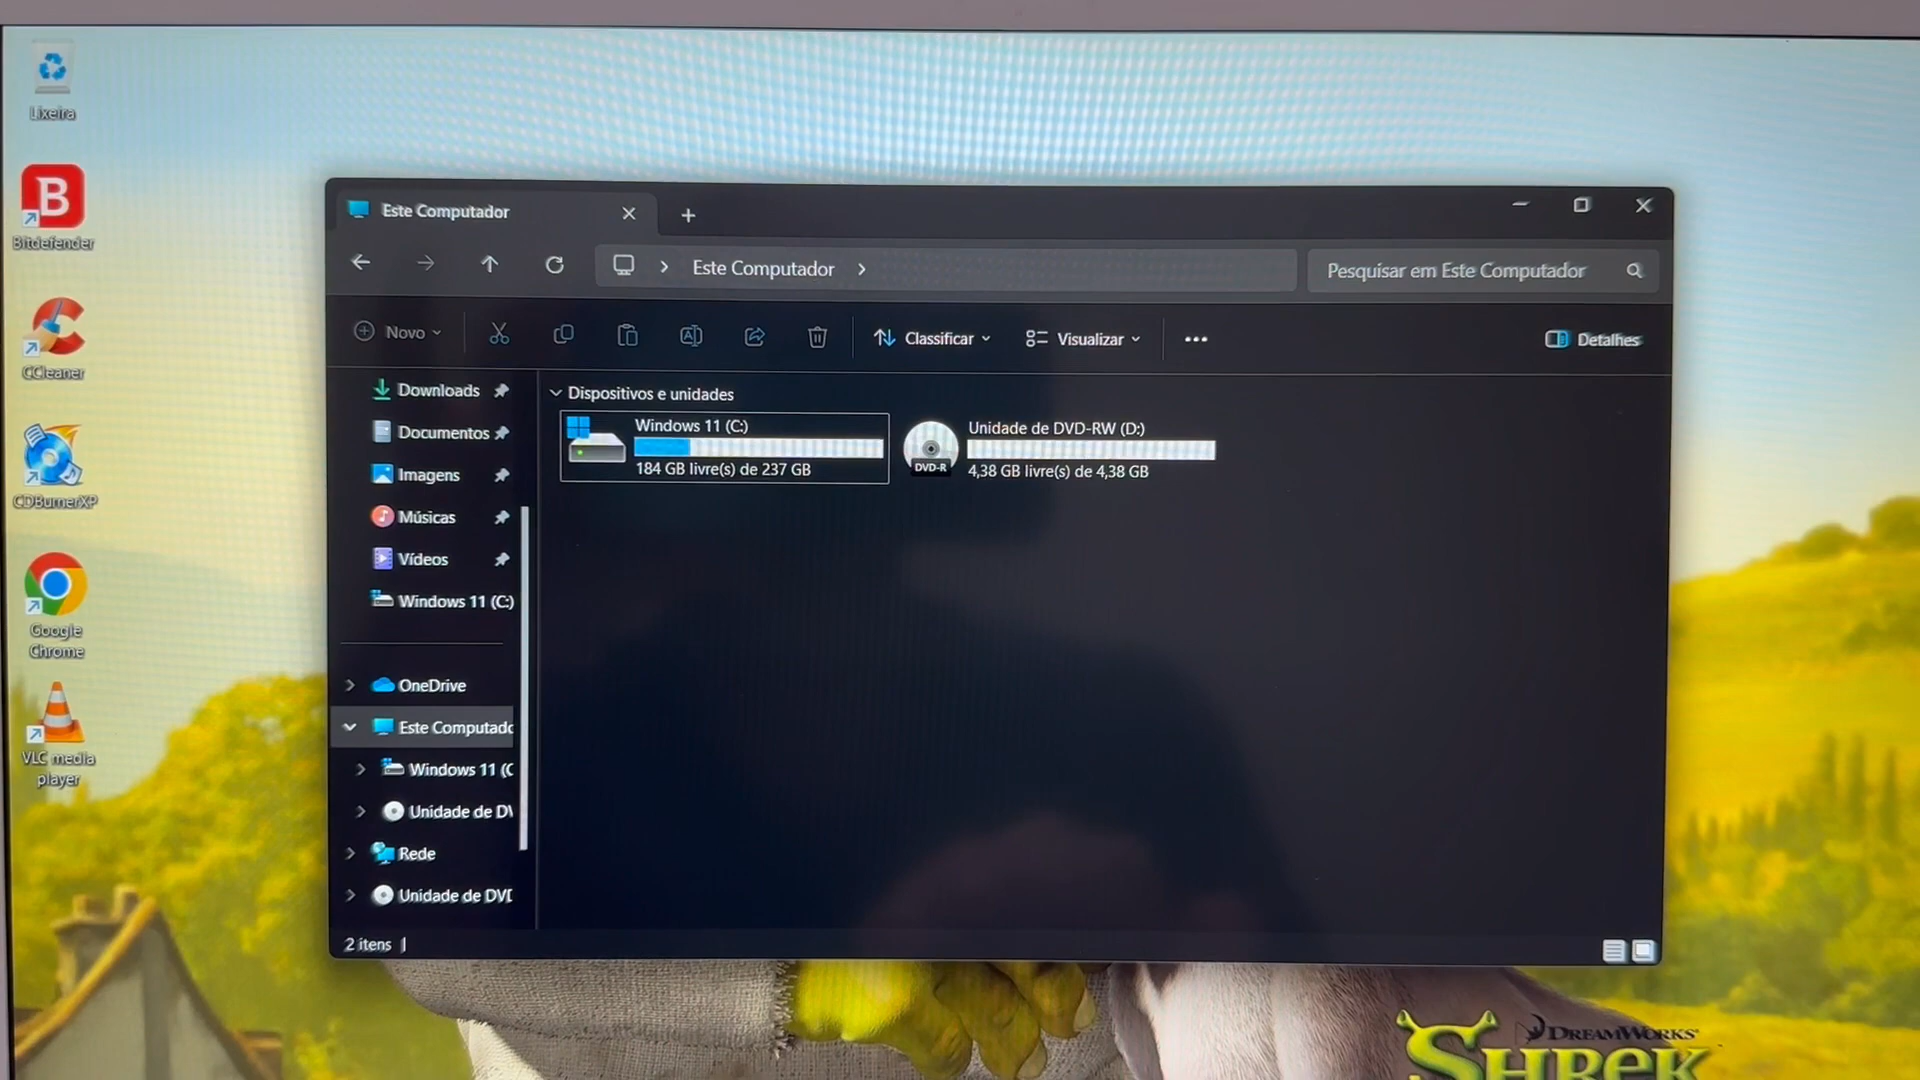 Lixeira
Bitdefender
CCleaner
CDBurnerXP
Google
Chrome
VLC media
player
Este Computador
Este Computador
Pesquisar em Este Computador
Novo
Classificar
Visualizar
Detalhes
Downloads
Documentos
Imagens
Músicas
Vídeos
Windows 11 (C:)
OneDrive
Este Computado
Windows 11 (C
Unidade de DV
Rede
Unidade de DVD
Dispositivos e unidades
Windows 11 (C:)
184 GB livre(s) de 237 GB
DVD-R
Unidade de DVD-RW (D:)
4,38 GB livre(s) de 4,38 GB
2 itens
DREAMWORKS
SHREK